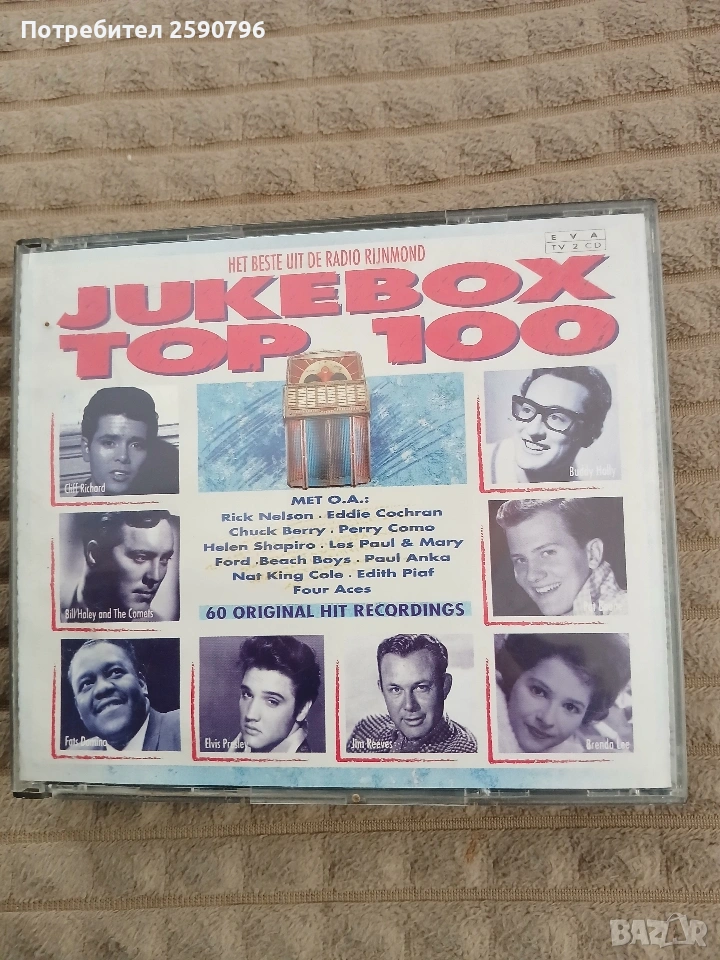 Потребител 2590796
E V A
TV 2 CD
HET BESTE UIT DE RADIO RIJNMOND
JUKEBOX
TOP 100
Cliff Richard
Buddy Holly
MET O.A.:
Rick Nelson . Eddie Cochran
Chuck Berry . Perry Como
Helen Shapiro . Les Paul & Mary
Ford . Beach Boys . Paul Anka
Nat King Cole . Edith Piaf
Four Aces
Bill Haley and The Comets
60 ORIGINAL HIT RECORDINGS
Fats Domino
Elvis Presley
Jim Reeves
Brenda Lee
BAZAR